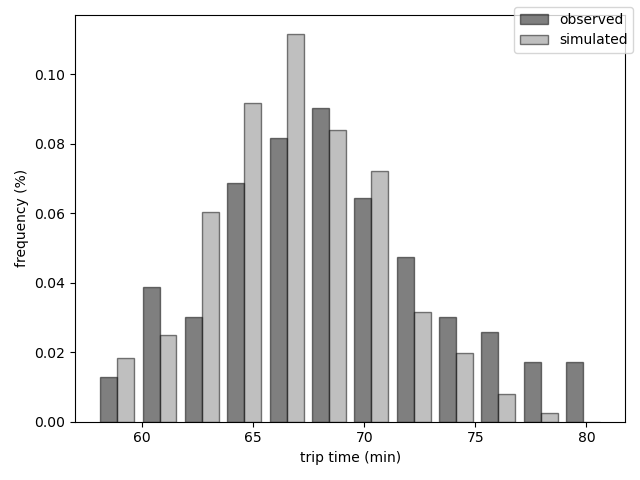 observed
simulated
0.10
0.08
0.06
0.04
0.02
0.00
frequency (%)
60 65 70 75 80
trip time (min)